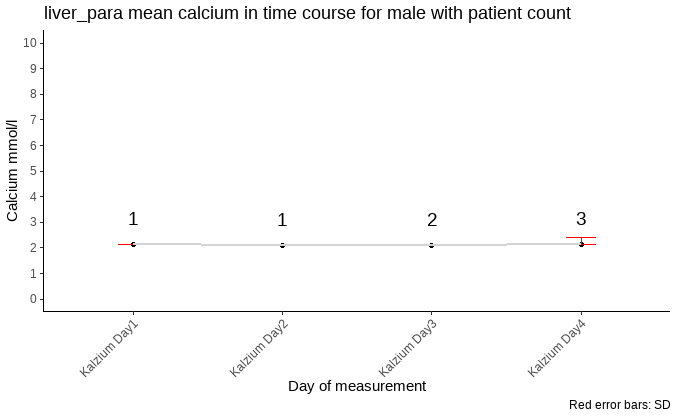 liver_para mean calcium in time course for male with patient count
Calcium mmol/l
10
9
8
7
6
5
4
3
2
1
0
1
1
2
3
Kalzium Day1
Kalzium Day2
Kalzium Day3
Kalzium Day4
Day of measurement
Red error bars: SD